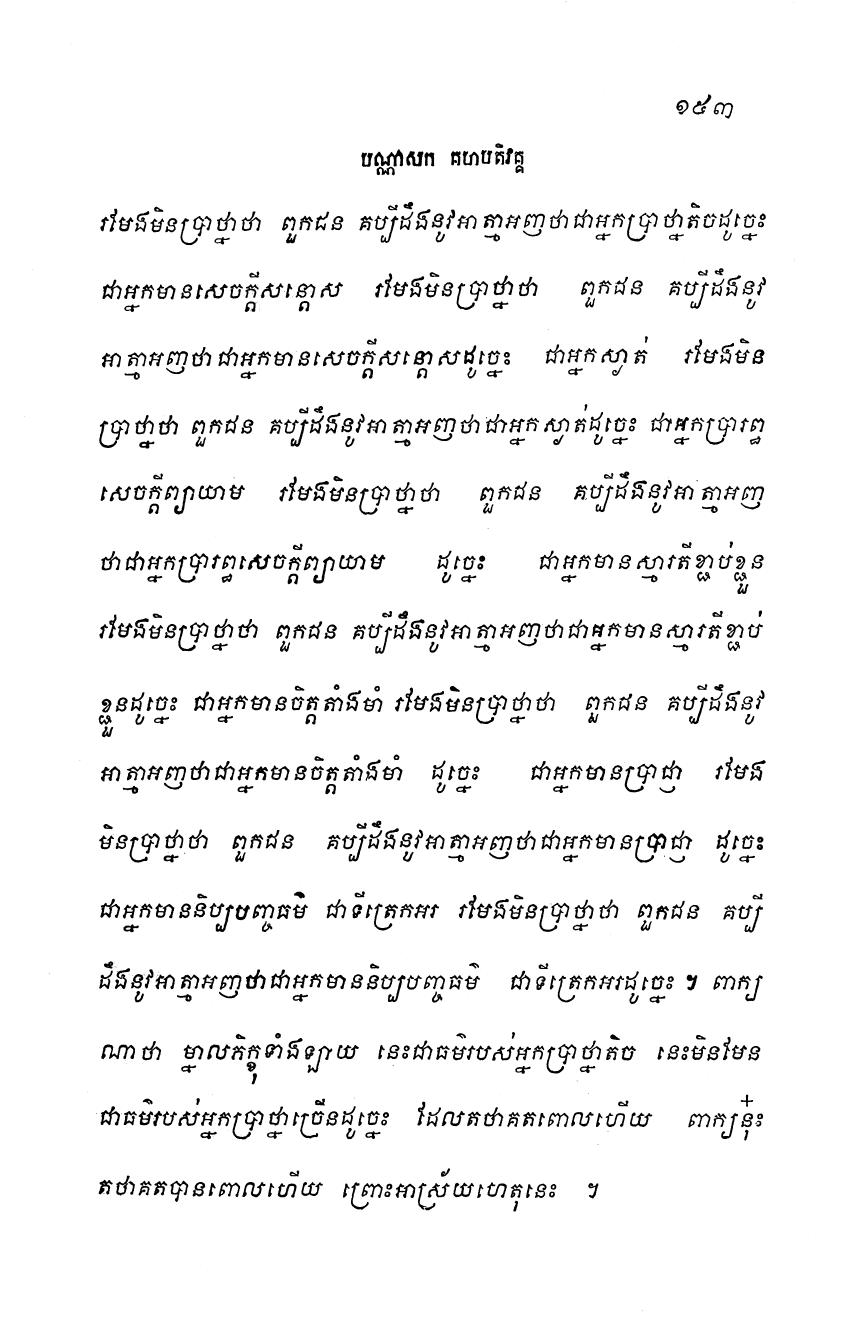 ១៥៣
បណ្ណាសក គហបតិវគ្គ
រមែងមិនប្រាថ្នាថា ពួកជន គប្បីដឹងនូវអាត្មាអញថាជាអ្នកប្រាថ្នាតិចដូច្នេះ
ជាអ្នកមានសេចក្តីសន្តោស រមែងមិនប្រាថ្នាថា ពួកជន គប្បីដឹងនូវ
អាត្មាអញថាជាអ្នកមានសេចក្តីសន្តោសដូច្នេះ ជាអ្នកស្ងាត់ រមែងមិន
ប្រាថ្នាថា ពួកជន គប្បីដឹងនូវអាត្មាអញថាជាអ្នកស្ងាត់ដូច្នេះ ជាអ្នកប្រារព្ធ
សេចក្តីព្យាយាម រមែងមិនប្រាថ្នាថា ពួកជន គប្បីដឹងនូវអាត្មាអញ
ថាជាអ្នកប្រារព្ធសេចក្តីព្យាយាម ដូច្នេះ ជាអ្នកមានស្មារតីខ្ជាប់ខ្ជួន
រមែងមិនប្រាថ្នាថា ពួកជន គប្បីដឹងនូវអាត្មាអញថាជាអ្នកមានស្មារតីខ្ជាប់
ខ្ជួនដូច្នេះ ជាអ្នកមានចិត្តតាំងមាំ រមែងមិនប្រាថ្នាថា ពួកជន គប្បីដឹងនូវ
អាត្មាអញថាជាអ្នកមានចិត្តតាំងមាំ ដូច្នេះ ជាអ្នកមានប្រាជ្ញា រមែង
មិនប្រាថ្នាថា ពួកជន គប្បីដឹងនូវអាត្មាអញថាជាអ្នកមានប្រាជ្ញា ដូច្នេះ
ជាអ្នកមាននិប្បបញ្ចធម៌ ជាទីត្រេកអរ រមែងមិនប្រាថ្នាថា ពួកជន គប្បី
ដឹងនូវអាត្មាអញថាជាអ្នកមាននិប្បបញ្ចធម៌ ជាទីត្រេកអរដូច្នេះ ។ ពាក្យ
ណាថា ម្នាលភិក្ខុទាំងឡាយ នេះជាធម៌របស់អ្នកប្រាថ្នាតិច នេះមិនមែន
ជាធម៌របស់អ្នកប្រាថ្នាច្រើនដូច្នេះ ដែលតថាគតពោលហើយ ពាក្យនុ៎ះ
តថាគតបានពោលហើយ ព្រោះអាស្រ័យហេតុនេះ ។